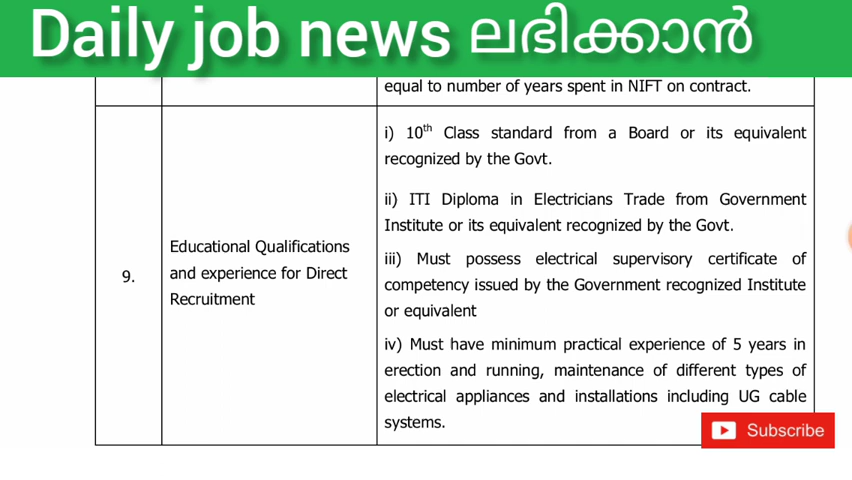 Daily job news ലഭിക്കാൻ
equal to number of years spent in NIFT on contract.
9.
Educational Qualifications
and experience for Direct
Recruitment
i) 10th Class standard from a Board or its equivalent
recognized by the Govt.
ii) ITI Diploma in Electricians Trade from Government
Institute or its equivalent recognized by the Govt.
iii) Must possess electrical supervisory certificate of
competency issued by the Government recognized Institute
or equivalent
iv) Must have minimum practical experience of 5 years in
erection and running, maintenance of different types of
electrical appliances and installations including UG cable
systems.
Subscribe